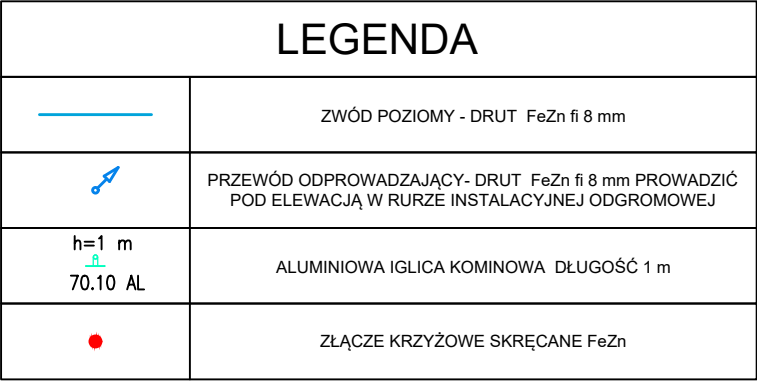 LEGENDA
ZWÓD POZIOMY - DRUT FeZn fi 8 mm
PRZEWÓD ODPROWADZAJĄCY- DRUT FeZn fi 8 mm PROWADZIĆ
POD ELEWACJĄ W RURZE INSTALACYJNEJ ODGROMOWEJ
h=1 m
70.10 AL
ALUMINIOWA IGLICA KOMINOWA DŁUGOŚĆ 1 m
ZŁĄCZE KRZYŻOWE SKRĘCANE FeZn